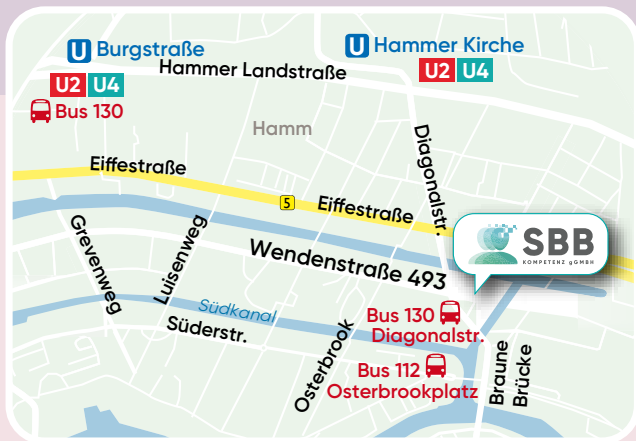 U Burgstraße
U2 U4
Bus 130
U Hammer Kirche
U2 U4
Hammer Landstraße
Hamm
Diagonalstr.
Eiffestraße
5
Eiffestraße
SBB
KOMPETENZ gGMBH
Grevenweg
Luisenweg
Wendenstraße 493
Südkanal
Süderstr.
Osterbrook
Bus 130
Diagonalstr.
Bus 112
Osterbrookplatz
Braune
Brücke